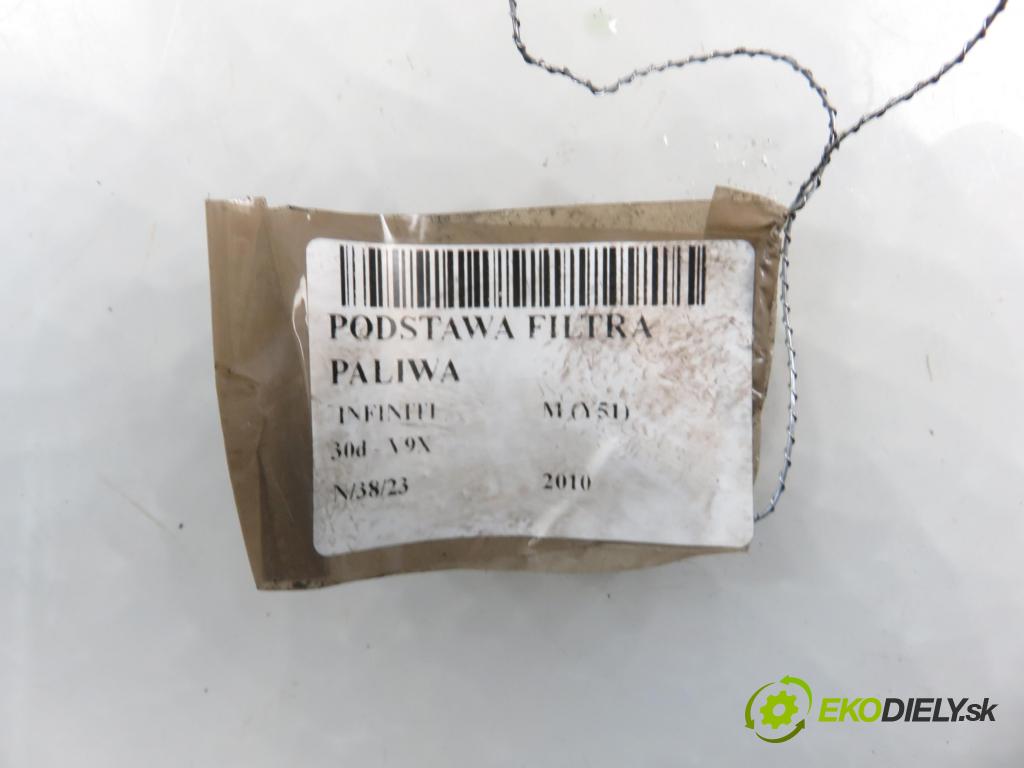 PODSTAWA FILTRA
PALIWA
INFINITI M (Y51)
30d - V9X
N/38/23 2010
EKODIELY.sk